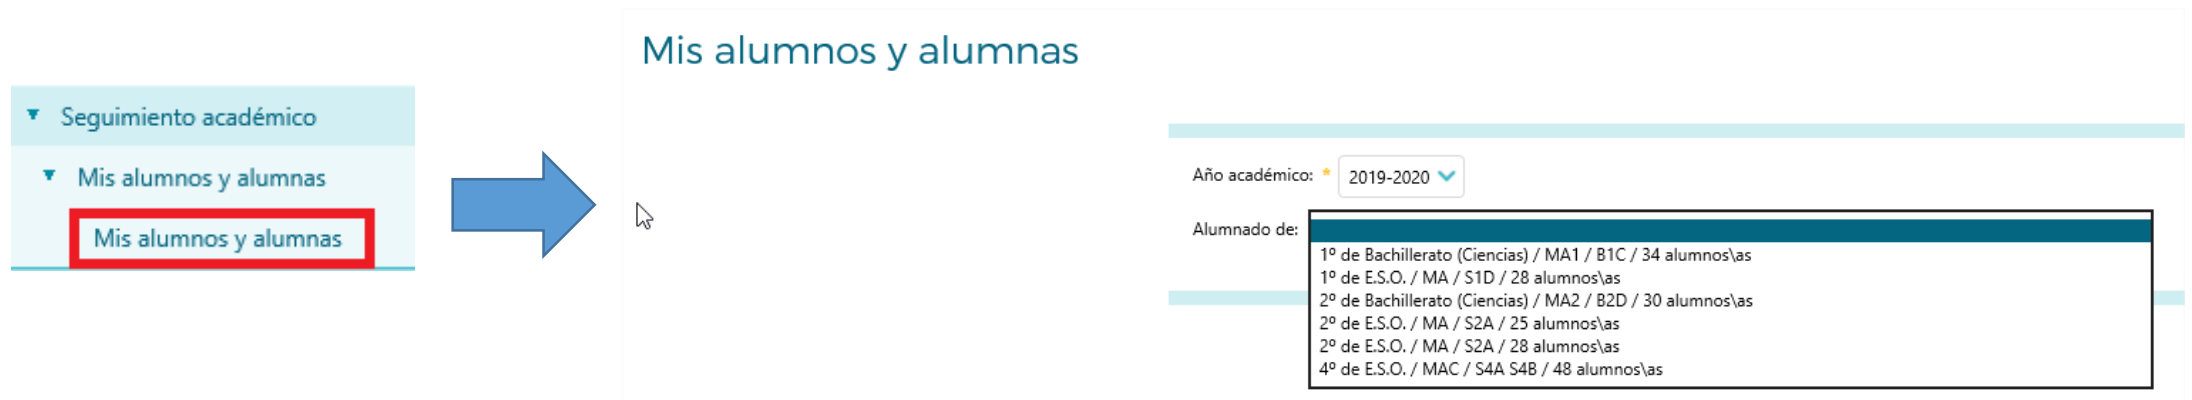 Seguimiento académico
Mis alumnos y alumnas
Mis alumnos y alumnas
Mis alumnos y alumnas
Año académico: * 2019-2020
Alumnado de:
1º de Bachillerato (Ciencias) / MA1 / B1C / 34 alumnos\as
1º de E.S.O. / MA / S1D / 28 alumnos\as
2º de Bachillerato (Ciencias) / MA2 / B2D / 30 alumnos\as
2º de E.S.O. / MA / S2A / 25 alumnos\as
2º de E.S.O. / MA / S2A / 28 alumnos\as
4º de E.S.O. / MAC / S4A S4B / 48 alumnos\as